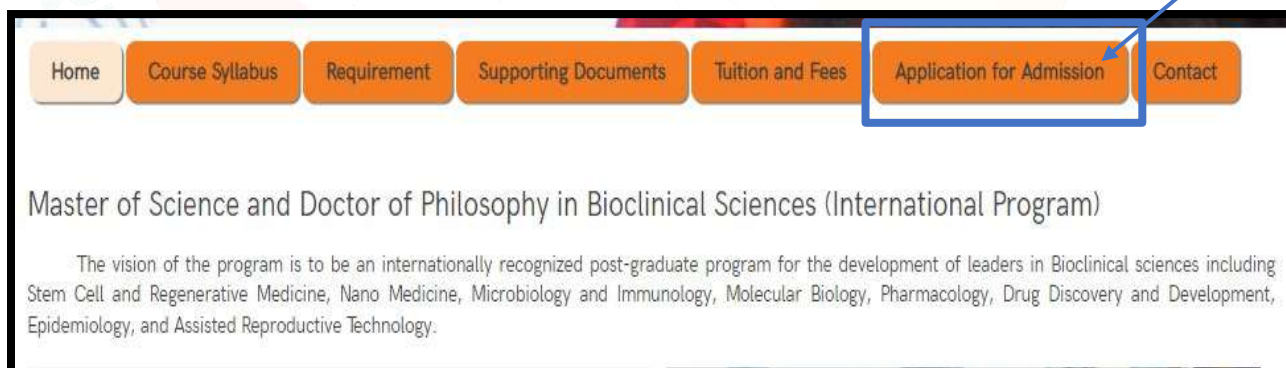 Home Course Syllabus Requirement Supporting Documents Tuition and Fees Application for Admission Contact
Master of Science and Doctor of Philosophy in Bioclinical Sciences (International Program)
The vision of the program is to be an internationally recognized post-graduate program for the development of leaders in Bioclinical sciences including
Stem Cell and Regenerative Medicine, Nano Medicine, Microbiology and Immunology, Molecular Biology, Pharmacology, Drug Discovery and Development,
Epidemiology, and Assisted Reproductive Technology.